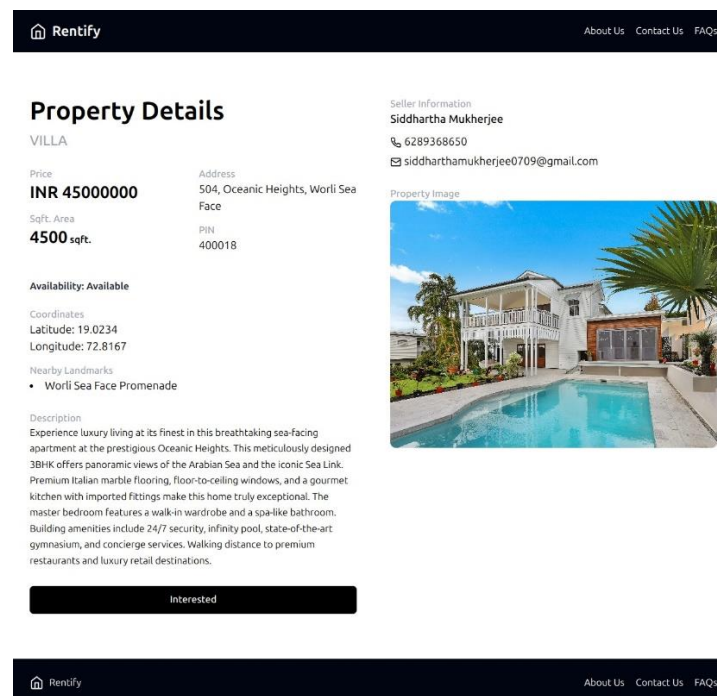 Rentify
About Us Contact Us FAQs
Property Details
VILLA
Price
INR 45000000
Sqft. Area
4500 sqft.
Address
504, Oceanic Heights, Worli Sea
Face
PIN
400018
Availability: Available
Coordinates
Latitude: 19.0234
Longitude: 72.8167
Nearby Landmarks
• Worli Sea Face Promenade
Description
Experience luxury living at its finest in this breathtaking sea-facing
apartment at the prestigious Oceanic Heights. This meticulously designed
3BHK offers panoramic views of the Arabian Sea and the iconic Sea Link.
Premium Italian marble flooring, floor-to-ceiling windows, and a gourmet
kitchen with imported fittings make this home truly exceptional. The
master bedroom features a walk-in wardrobe and a spa-like bathroom.
Building amenities include 24/7 security, infinity pool, state-of-the-art
gymnasium, and concierge services. Walking distance to premium
restaurants and luxury retail destinations.
Interested
Seller Information
Siddhartha Mukherjee
6289368650
siddharthamukherjee0709@gmail.com
Property Image
Rentify
About Us Contact Us FAQs